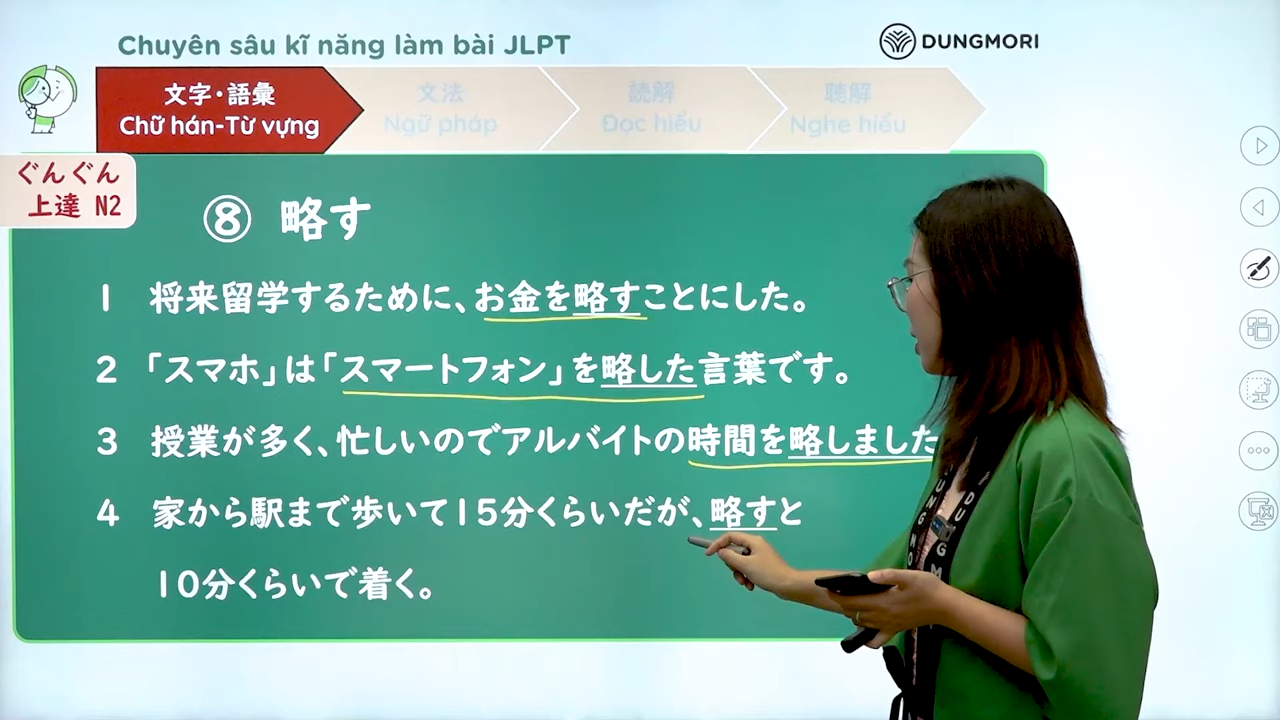 Chuyên sâu kĩ năng làm bài JLPT
DUNGMORI
文字・語彙
Chữ hán-Từ vựng
文法
Ngữ pháp
読解
Đọc hiểu
聴解
Nghe hiểu
ぐんぐん
上達 N2
⑧ 略す
1 将来留学するために、お金を略すことにした。
2 「スマホ」は「スマートフォン」を略した言葉です。
3 授業が多く、忙しいのでアルバイトの時間を略しました
4 家から駅まで歩いて15分くらいだが、略すと
10分くらいで着く。